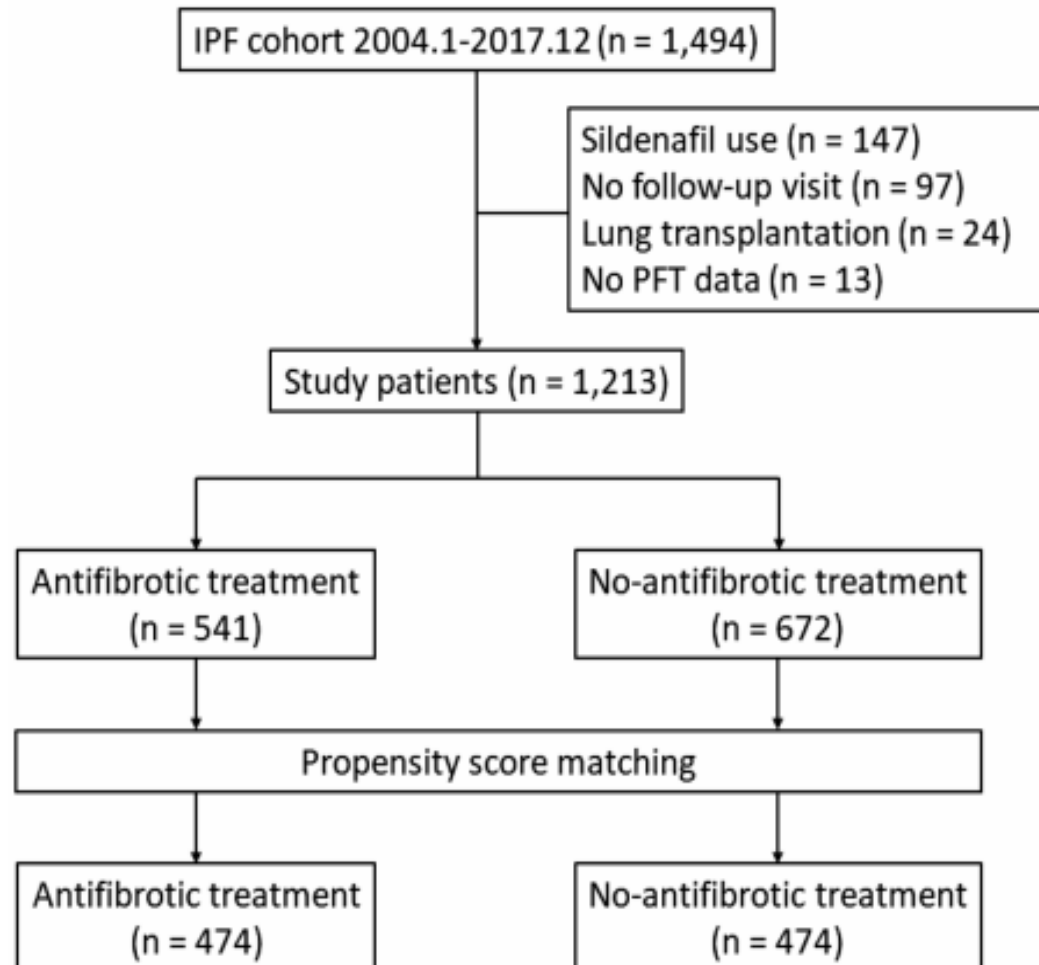 IPF cohort 2004.1-2017.12 (n = 1,494)
Sildenafil use (n = 147)
No follow-up visit (n = 97)
Lung transplantation (n = 24)
No PFT data (n = 13)
Study patients (n = 1,213)
Antifibrotic treatment
(n = 541)
No-antifibrotic treatment
(n = 672)
Propensity score matching
Antifibrotic treatment
(n = 474)
No-antifibrotic treatment
(n = 474)